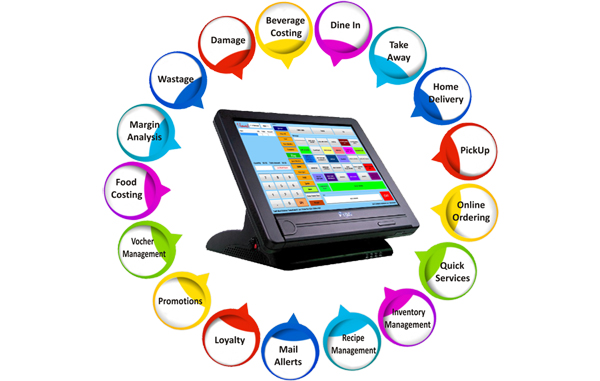 Beverage
Costing
Dine In
Take
Away
Home
Delivery
PickUp
Online
Ordering
Quick
Services
Inventory
Management
Recipe
Management
Mail
Allerts
Loyalty
Promotions
Vocher
Management
Food
Costing
Margin
Analysis
Wastage
Damage